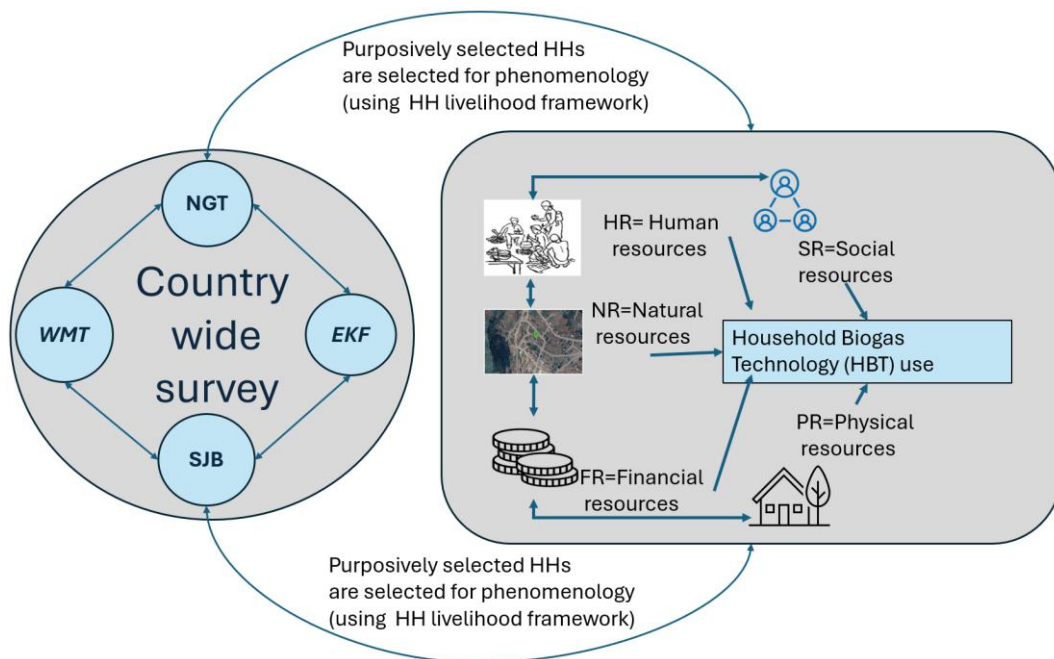 Purposively selected HHs
are selected for phenomenology
(using HH livelihood framework)
NGT
Country
wide
survey
WMT
EKF
SJB
HR= Human
resources
SR=Social
resources
NR=Natural
resources
Household Biogas
Technology (HBT) use
PR=Physical
resources
FR=Financial
resources
Purposively selected HHs
are selected for phenomenology
(using HH livelihood framework)